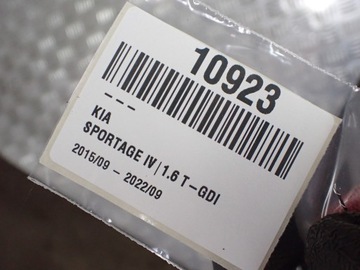 10923
---
KIA
SPORTAGE IV | 1.6 T-GDI
2015/09 - 2022/09